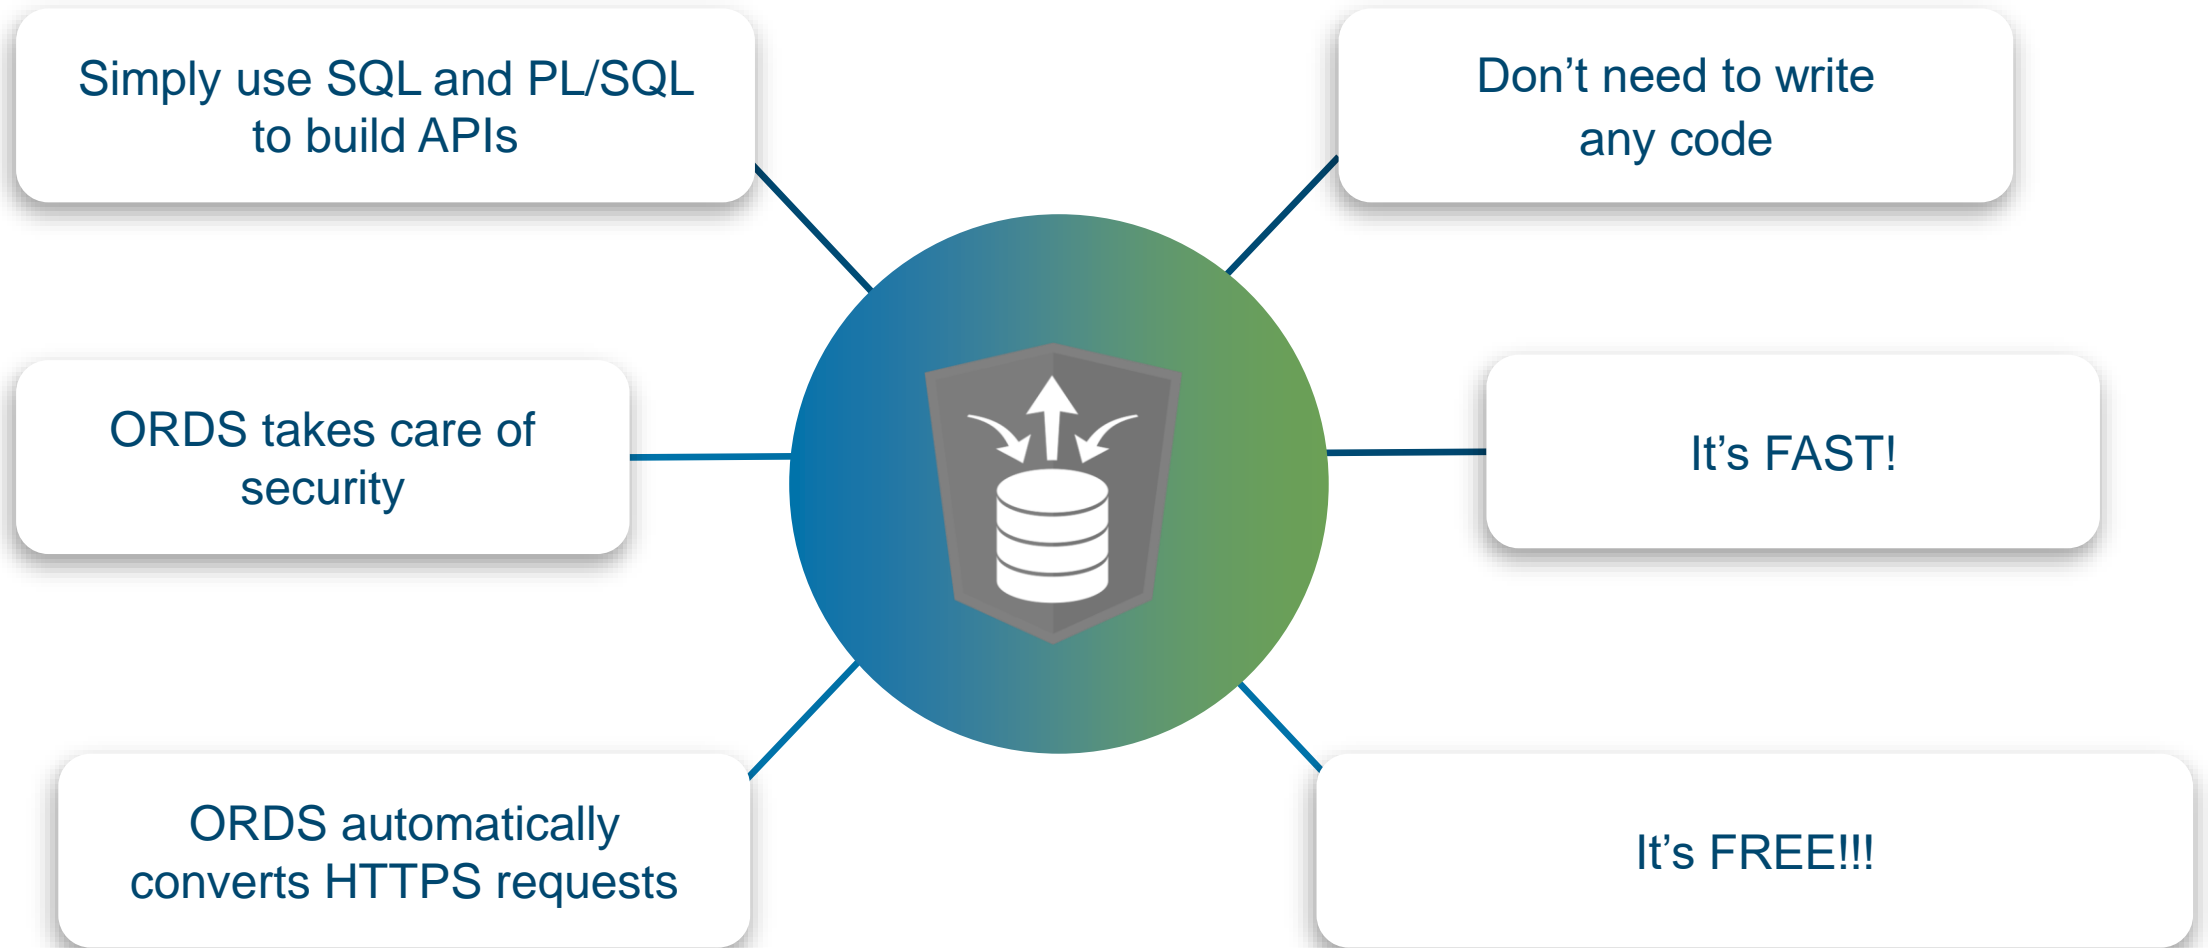 Simply use SQL and PL/SQL
to build APIs
Don’t need to write
any code
ORDS takes care of
security
It’s FAST!
ORDS automatically
converts HTTPS requests
It’s FREE!!!